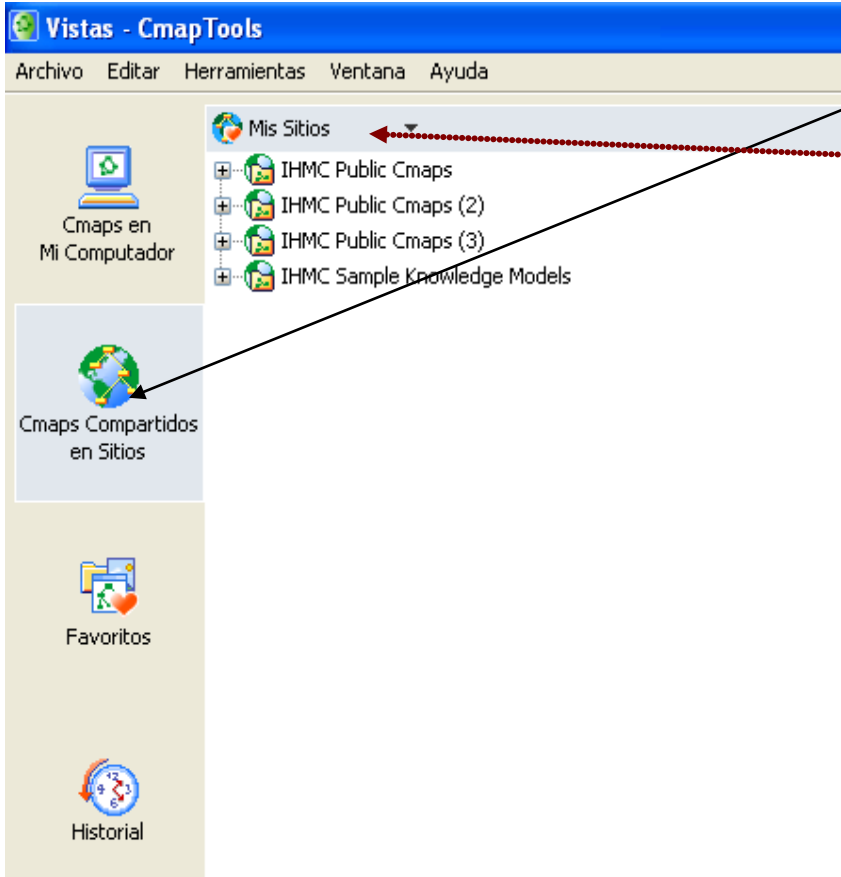 Vistas - CmapTools
Archivo Editar Herramientas Ventana Ayuda
Mis Sitios
IHMC Public Cmaps
IHMC Public Cmaps (2)
IHMC Public Cmaps (3)
IHMC Sample Knowledge Models
Cmaps en
Mi Computador
Cmaps Compartidos
en Sitios
Favoritos
Historial